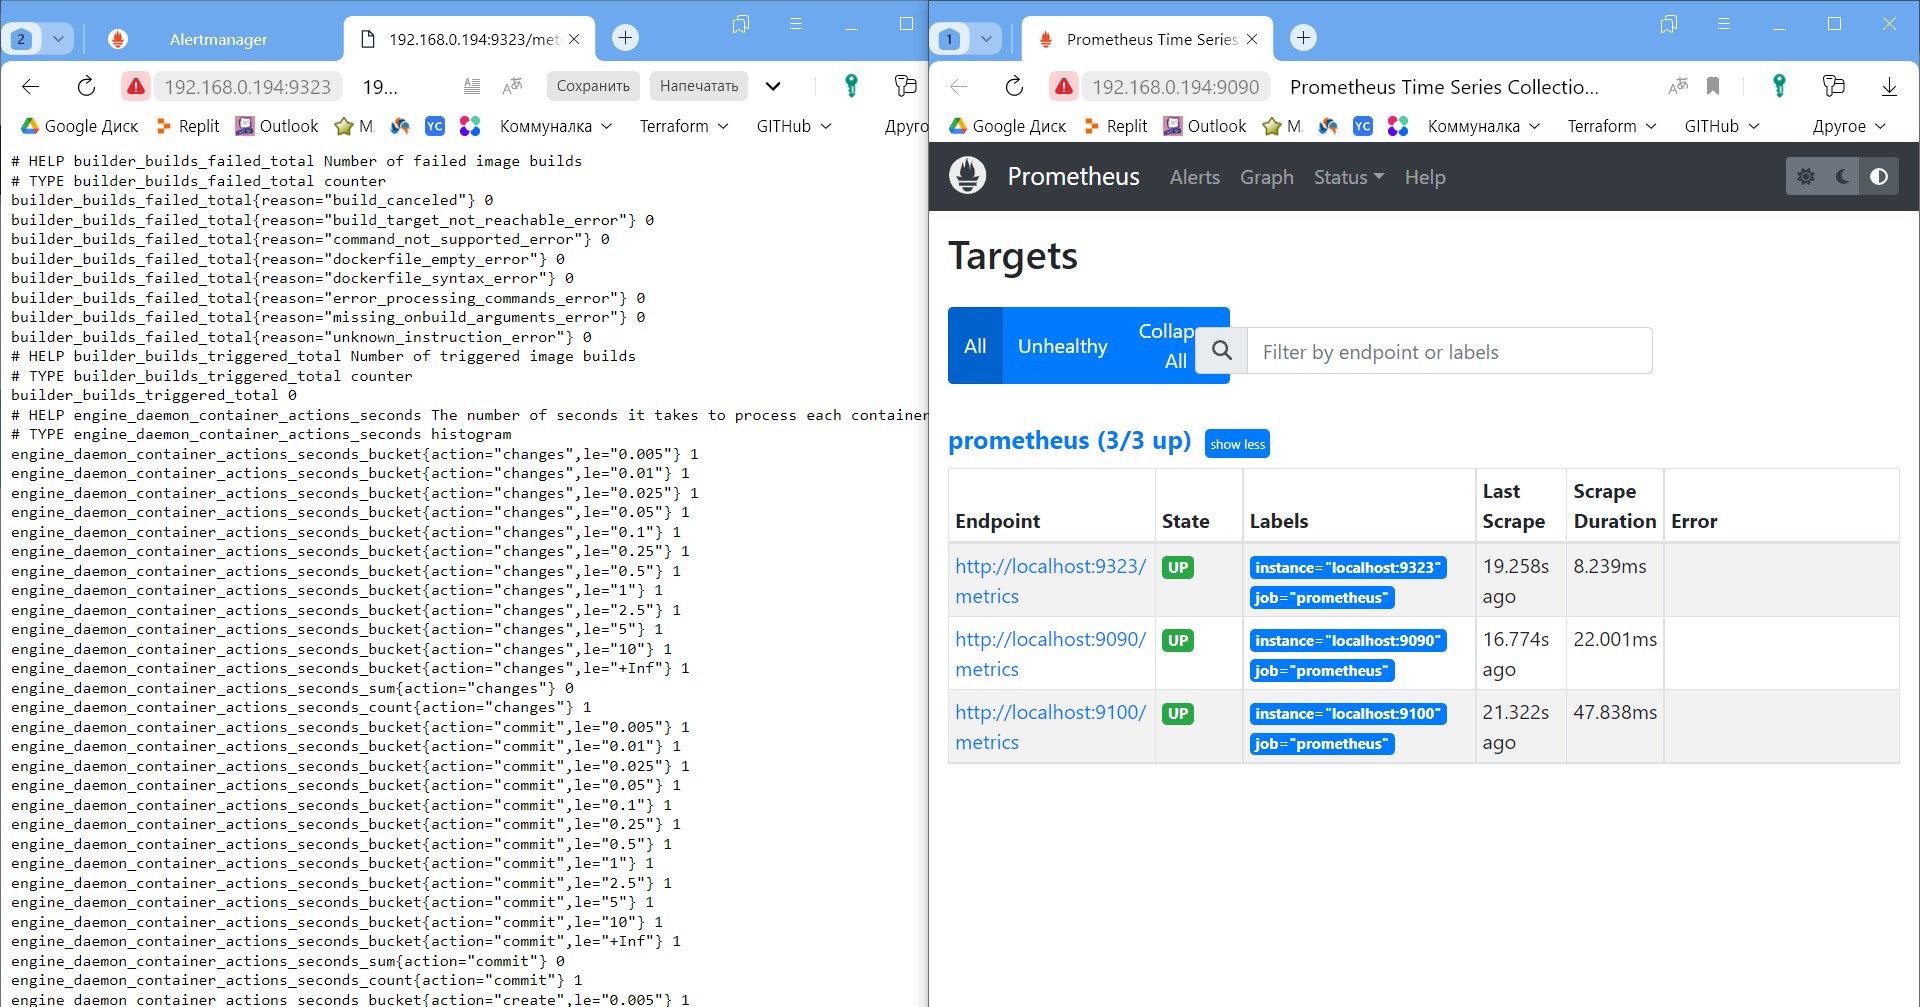 2
Alertmanager
192.168.0.194:9323/met
192.168.0.194:9323
19...
Сохранить
Напечатать
Google Диск
Replit
Outlook
M
YC
Коммуналка
Terraform
GITHub
Друго
# HELP builder_builds_failed_total Number of failed image builds
# TYPE builder_builds_failed_total counter
builder_builds_failed_total{reason="build_canceled"} 0
builder_builds_failed_total{reason="build_target_not_reachable_error"} 0
builder_builds_failed_total{reason="command_not_supported_error"} 0
builder_builds_failed_total{reason="dockerfile_empty_error"} 0
builder_builds_failed_total{reason="dockerfile_syntax_error"} 0
builder_builds_failed_total{reason="error_processing_commands_error"} 0
builder_builds_failed_total{reason="missing_onbuild_arguments_error"} 0
builder_builds_failed_total{reason="unknown_instruction_error"} 0
# HELP builder_builds_triggered_total Number of triggered image builds
# TYPE builder_builds_triggered_total counter
builder_builds_triggered_total 0
# HELP engine_daemon_container_actions_seconds The number of seconds it takes to process each container
# TYPE engine_daemon_container_actions_seconds histogram
engine_daemon_container_actions_seconds_bucket{action="changes",le="0.005"} 1
engine_daemon_container_actions_seconds_bucket{action="changes",le="0.01"} 1
engine_daemon_container_actions_seconds_bucket{action="changes",le="0.025"} 1
engine_daemon_container_actions_seconds_bucket{action="changes",le="0.05"} 1
engine_daemon_container_actions_seconds_bucket{action="changes",le="0.1"} 1
engine_daemon_container_actions_seconds_bucket{action="changes",le="0.25"} 1
engine_daemon_container_actions_seconds_bucket{action="changes",le="0.5"} 1
engine_daemon_container_actions_seconds_bucket{action="changes",le="1"} 1
engine_daemon_container_actions_seconds_bucket{action="changes",le="2.5"} 1
engine_daemon_container_actions_seconds_bucket{action="changes",le="5"} 1
engine_daemon_container_actions_seconds_bucket{action="changes",le="10"} 1
engine_daemon_container_actions_seconds_bucket{action="changes",le="+Inf"} 1
engine_daemon_container_actions_seconds_sum{action="changes"} 0
engine_daemon_container_actions_seconds_count{action="changes"} 1
engine_daemon_container_actions_seconds_bucket{action="commit",le="0.005"} 1
engine_daemon_container_actions_seconds_bucket{action="commit",le="0.01"} 1
engine_daemon_container_actions_seconds_bucket{action="commit",le="0.025"} 1
engine_daemon_container_actions_seconds_bucket{action="commit",le="0.05"} 1
engine_daemon_container_actions_seconds_bucket{action="commit",le="0.1"} 1
engine_daemon_container_actions_seconds_bucket{action="commit",le="0.25"} 1
engine_daemon_container_actions_seconds_bucket{action="commit",le="0.5"} 1
engine_daemon_container_actions_seconds_bucket{action="commit",le="1"} 1
engine_daemon_container_actions_seconds_bucket{action="commit",le="2.5"} 1
engine_daemon_container_actions_seconds_bucket{action="commit",le="5"} 1
engine_daemon_container_actions_seconds_bucket{action="commit",le="10"} 1
engine_daemon_container_actions_seconds_bucket{action="commit",le="+Inf"} 1
engine_daemon_container_actions_seconds_sum{action="commit"} 0
engine_daemon_container_actions_seconds_count{action="commit"} 1
engine_daemon_container_actions_seconds_bucket{action="create",le="0.005"} 1
1
Prometheus Time Series
192.168.0.194:9090
Prometheus Time Series Collectio...
Google Диск
Replit
Outlook
M
YC
Коммуналка
Terraform
GITHub
Другое
Prometheus
Alerts
Graph
Status
Help
Targets
All
Unhealthy
Collap
All
Filter by endpoint or labels
prometheus (3/3 up)
show less
Endpoint
State
Labels
Last
Scrape
Scrape
Duration
Error
http://localhost:9323/
metrics
UP
instance="localhost:9323"
job="prometheus"
19.258s
ago
8.239ms
http://localhost:9090/
metrics
UP
instance="localhost:9090"
job="prometheus"
16.774s
ago
22.001ms
http://localhost:9100/
metrics
UP
instance="localhost:9100"
job="prometheus"
21.322s
ago
47.838ms